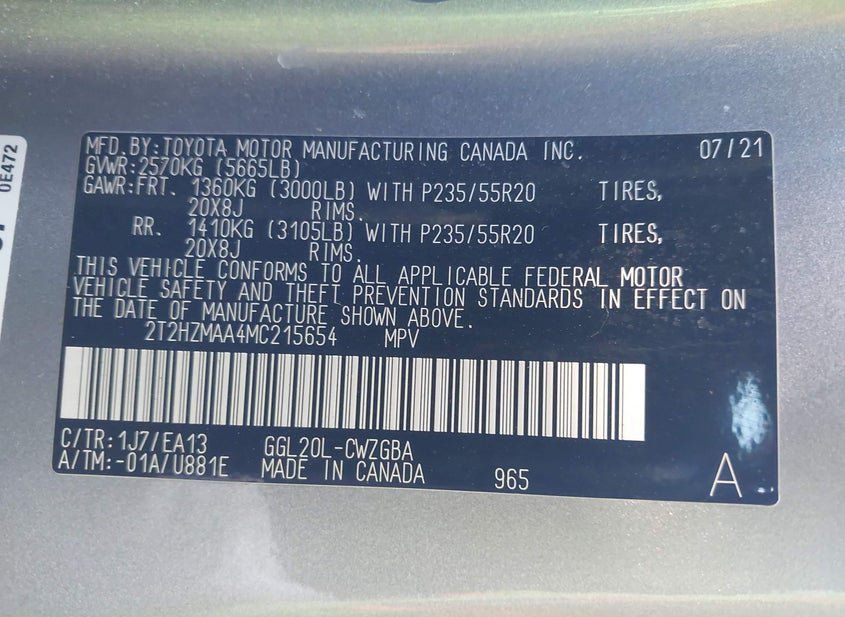 MFD. BY: TOYOTA MOTOR MANUFACTURING CANADA INC. 07/21
GVWR: 2570KG (5665LB)
GAWR: FRT. 1360KG (3000LB) WITH P235/55R20 TIRES,
20X8J RIMS.
RR. 1410KG (3105LB) WITH P235/55R20 TIRES,
20X8J RIMS.
THIS VEHICLE CONFORMS TO ALL APPLICABLE FEDERAL MOTOR
VEHICLE SAFETY AND THEFT PREVENTION STANDARDS IN EFFECT ON
THE DATE OF MANUFACTURE SHOWN ABOVE.
2T2HZMAA4MC215654 MPV
C/TR: 1J7/EA13 GGL20L-CWZGBA
A/TM: -01A/U881E MADE IN CANADA 965 A
0E472